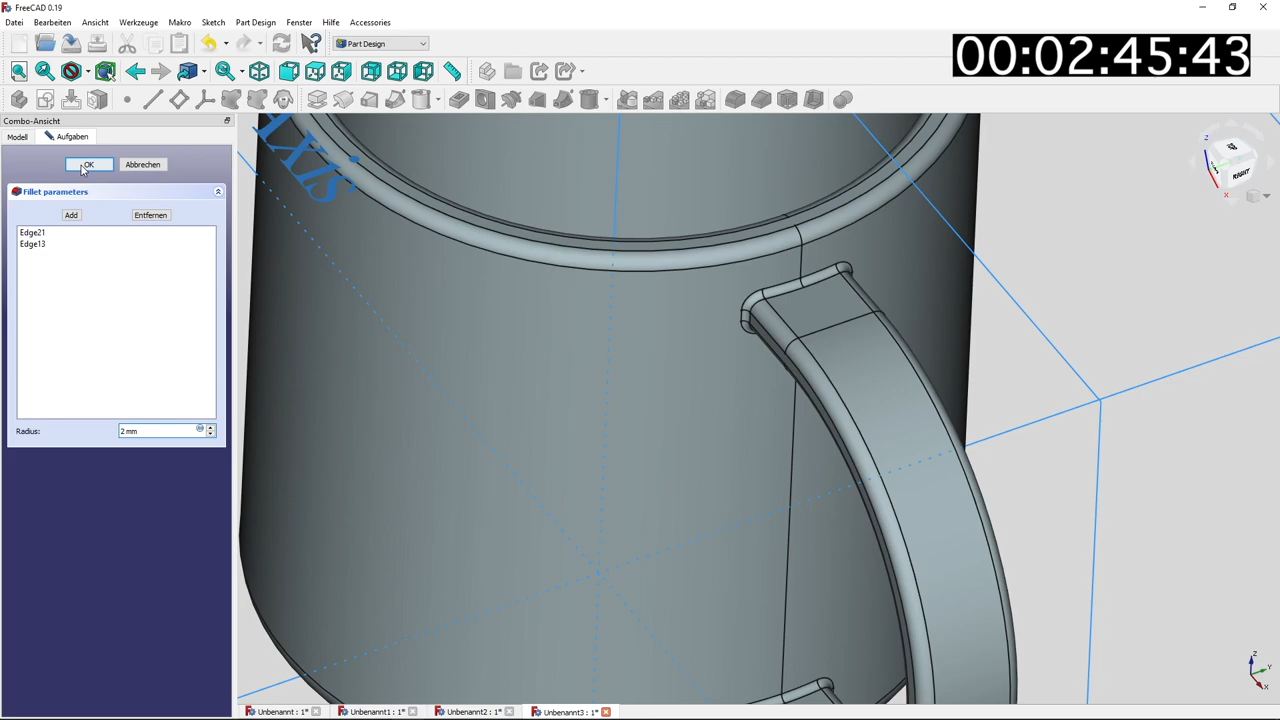 FreeCAD 0.19
Datei Bearbeiten Ansicht Werkzeuge Makro Sketch Part Design Fenster Hilfe Accessories
00:02:45:43
Part Design
Combo-Ansicht
Modell Aufgaben
OK Abbrechen
Fillet parameters
Add Entfernen
Edge21
Edge13
Radius: 2 mm
AXIS
Z
RIGHT
X
Z
Y
X
Unbenannt : 1* Unbenannt1 : 1* Unbenannt2 : 1* Unbenannt3 : 1*